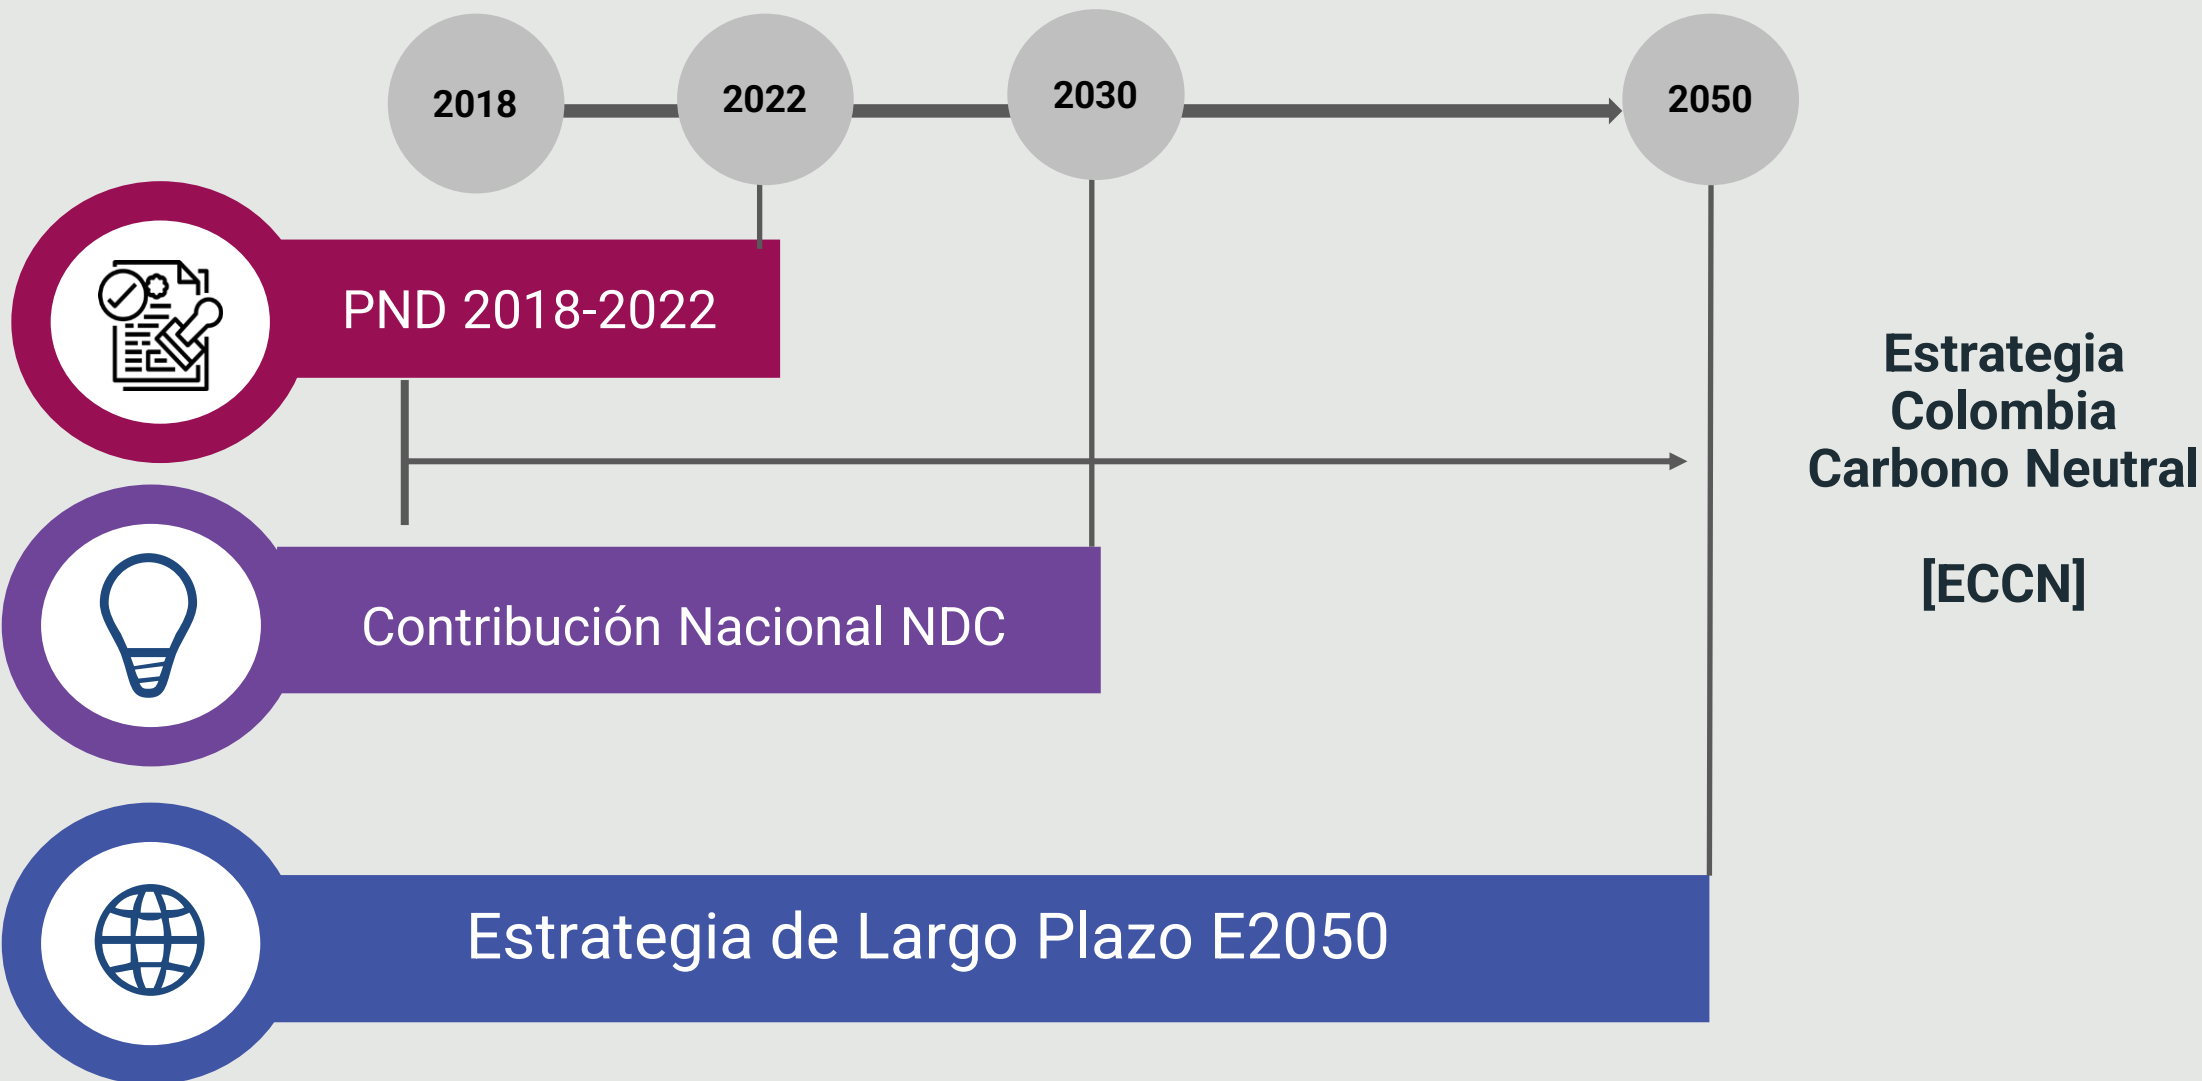 2018
2022
2030
2050
PND 2018-2022
Estrategia
Colombia
Carbono Neutral
[ECCN]
Contribución Nacional NDC
Estrategia de Largo Plazo E2050